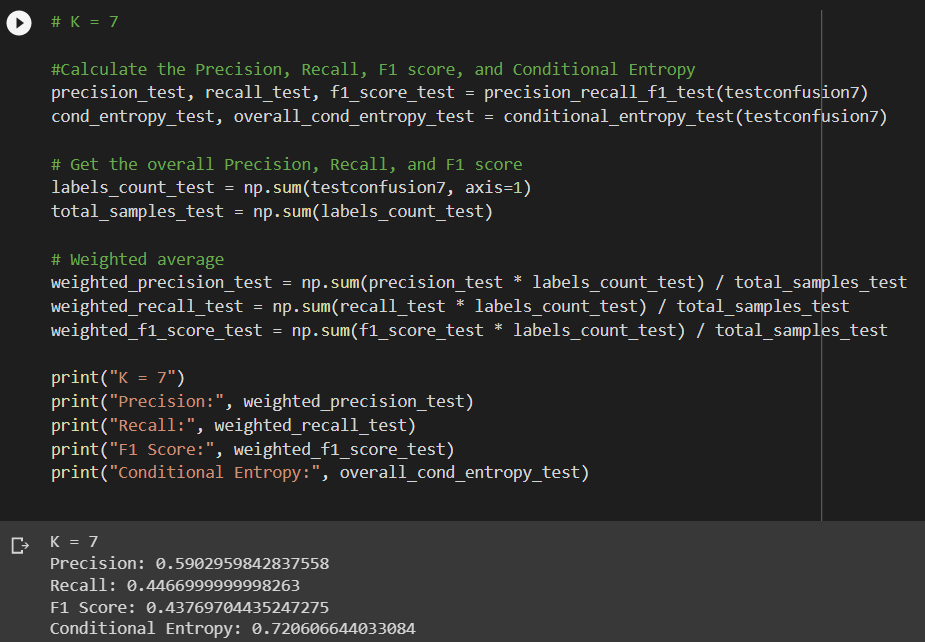 # K = 7
#Calculate the Precision, Recall, F1 score, and Conditional Entropy
precision_test, recall_test, f1_score_test = precision_recall_f1_test(testconfusion7)
cond_entropy_test, overall_cond_entropy_test = conditional_entropy_test(testconfusion7)
# Get the overall Precision, Recall, and F1 score
labels_count_test = np.sum(testconfusion7, axis=1)
total_samples_test = np.sum(labels_count_test)
# Weighted average
weighted_precision_test = np.sum(precision_test * labels_count_test) / total_samples_test
weighted_recall_test = np.sum(recall_test * labels_count_test) / total_samples_test
weighted_f1_score_test = np.sum(f1_score_test * labels_count_test) / total_samples_test
print("K = 7")
print("Precision:", weighted_precision_test)
print("Recall:", weighted_recall_test)
print("F1 Score:", weighted_f1_score_test)
print("Conditional Entropy:", overall_cond_entropy_test)
K = 7
Precision: 0.5902959842837558
Recall: 0.4466999999998263
F1 Score: 0.43769704435247275
Conditional Entropy: 0.720606644033084